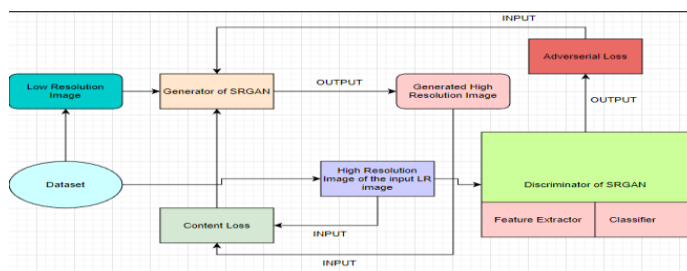 INPUT
Adverserial Loss
Low Resolution
Image
Generator of SRGAN
OUTPUT
Generated High
Resolution Image
OUTPUT
Dataset
High Resolution
Image of the input LR
image
Discriminator of SRGAN
Content Loss
INPUT
Feature Extractor
Classifier
INPUT